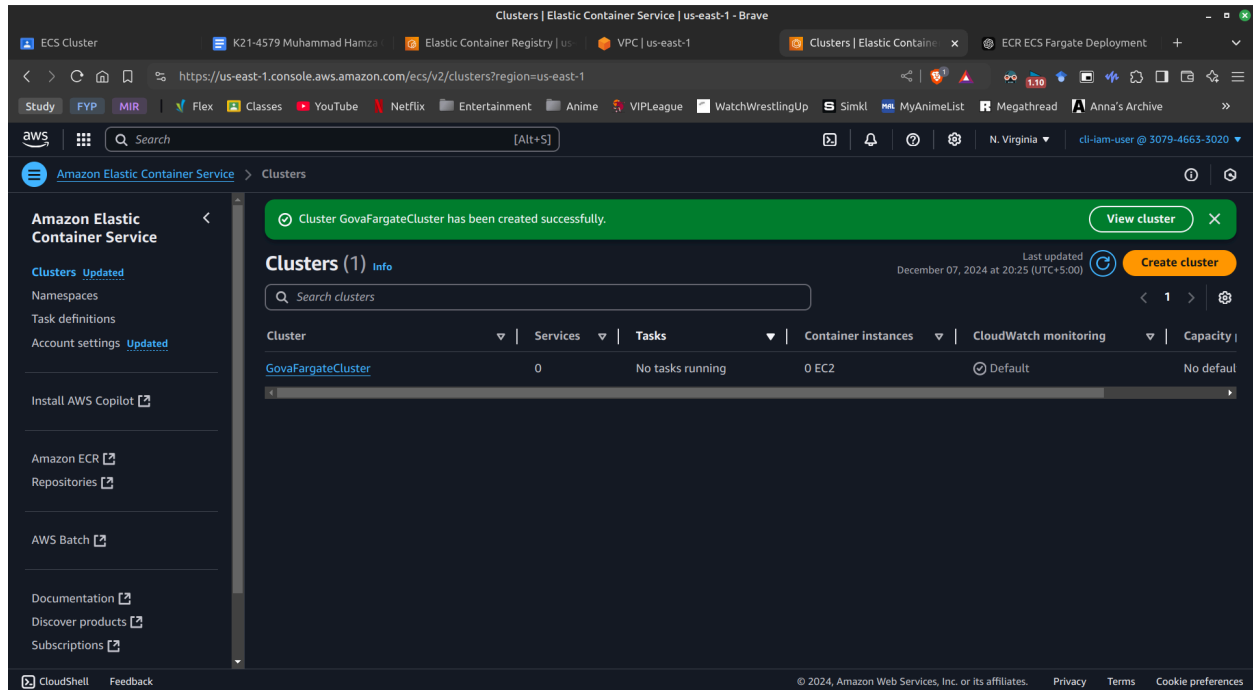 Clusters | Elastic Container Service | us-east-1 - Brave
ECS Cluster
K21-4579 Muhammad Hamza
Elastic Container Registry | us-
VPC | us-east-1
Clusters | Elastic Containe
ECR ECS Fargate Deployment
https://us-east-1.console.aws.amazon.com/ecs/v2/clusters?region=us-east-1
1
1.10
Study FYP MIR Flex Classes YouTube Netflix Entertainment Anime VIPLeague WatchWrestlingUp Simkl MyAnimeList Megathread Anna's Archive »
aws Search [Alt+S] N. Virginia cli-iam-user @ 3079-4663-3020
Amazon Elastic Container Service > Clusters
Amazon Elastic
Container Service
Clusters Updated
Namespaces
Task definitions
Account settings Updated
Install AWS Copilot
Amazon ECR
Repositories
AWS Batch
Documentation
Discover products
Subscriptions
Cluster GovaFargateCluster has been created successfully.
View cluster
Clusters (1) Info
Last updated
December 07, 2024 at 20:25 (UTC+5:00)
Create cluster
Search clusters
1
Cluster Services Tasks Container instances CloudWatch monitoring Capacity
GovaFargateCluster 0 No tasks running 0 EC2 Default No defaul
CloudShell Feedback © 2024, Amazon Web Services, Inc. or its affiliates. Privacy Terms Cookie preferences